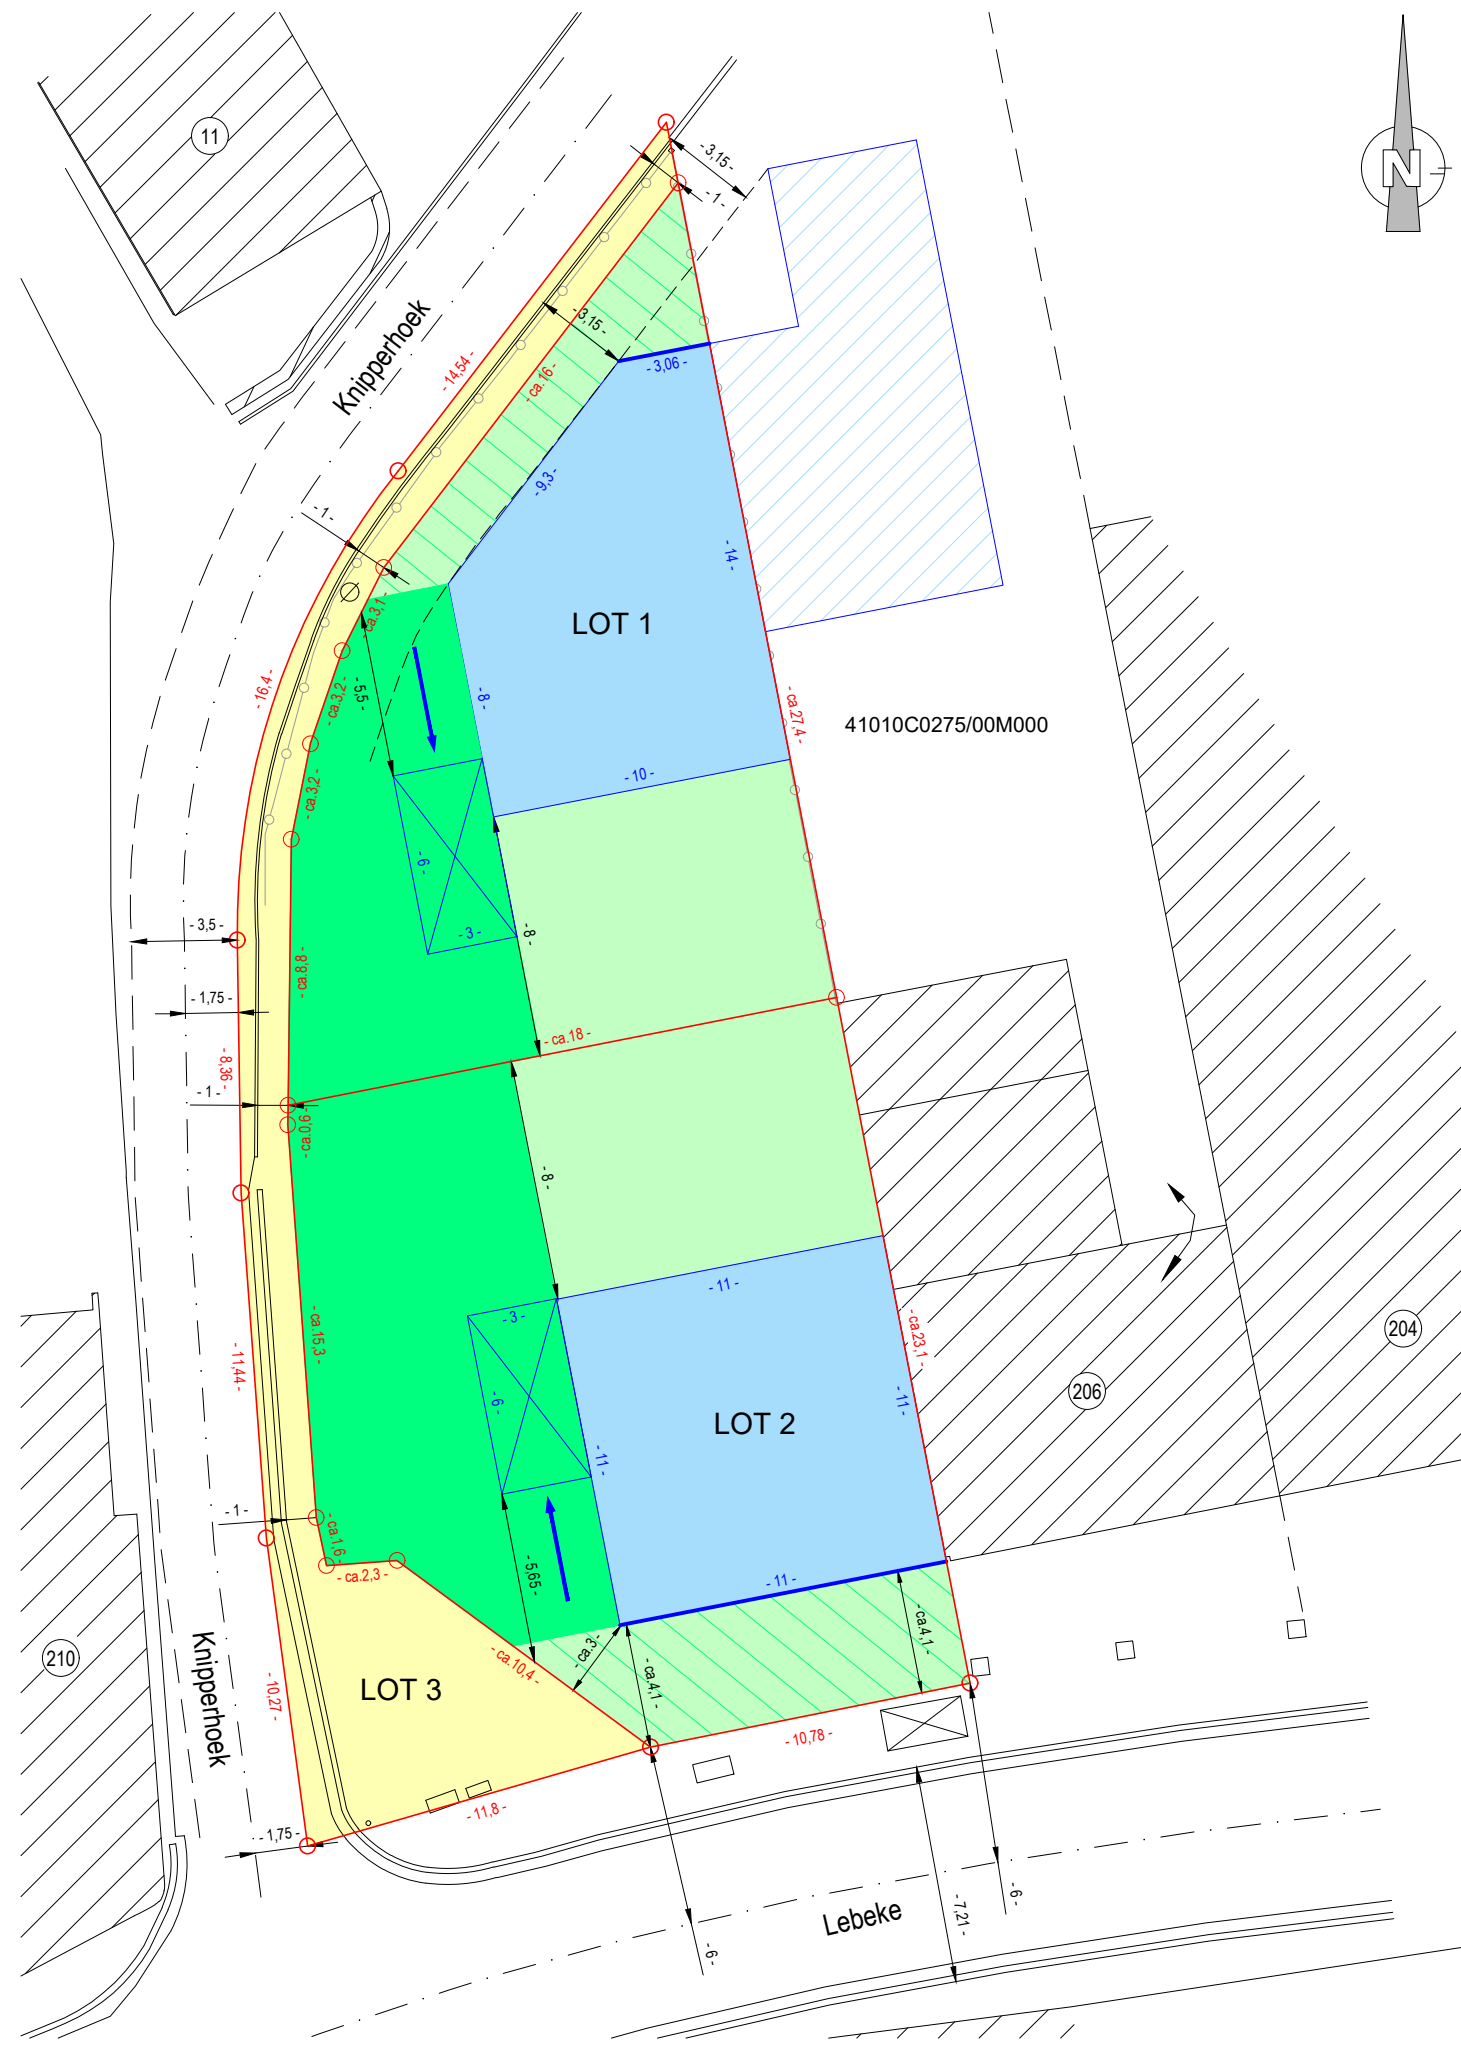 11
N
- 3,15 -
- 1 -
Knipperhoek
- 14,54 -
- 3,15 -
- ca.16 -
- 3,06 -
- 9,3 -
- 1 -
- 14 -
LOT 1
- ca.3,1 -
- 16,4 -
- ca.3,2 -
- 5,5 -
- 8 -
- ca.27,4 -
41010C0275/00M000
- ca.3,2 -
- 10 -
- 6 -
- 3 -
- 8 -
- 3,5 -
- ca.8,8 -
- 1,75 -
- ca.18 -
- 8,36 -
- 1 -
- ca.0,6 -
- 8 -
- 11 -
- 3 -
- ca.15,3 -
- 11,44 -
- ca.23,1 -
204
206
- 6 -
- 11 -
LOT 2
- 11 -
- 1 -
- ca.1,6 -
- ca.2,3 -
- 5,65 -
- 11 -
- ca.3 -
- ca.4,1 -
- ca.4,1 -
- ca.10,4 -
210
Knipperhoek
- 10,27 -
LOT 3
- 10,78 -
- 11,8 -
- 1,75 -
- 6 -
- 7,21 -
Lebeke
- 6 -